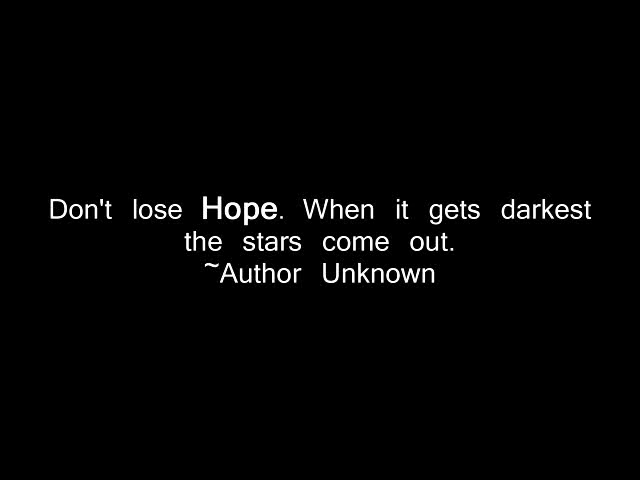 Don't lose Hope. When it gets darkest
the stars come out.
~Author Unknown